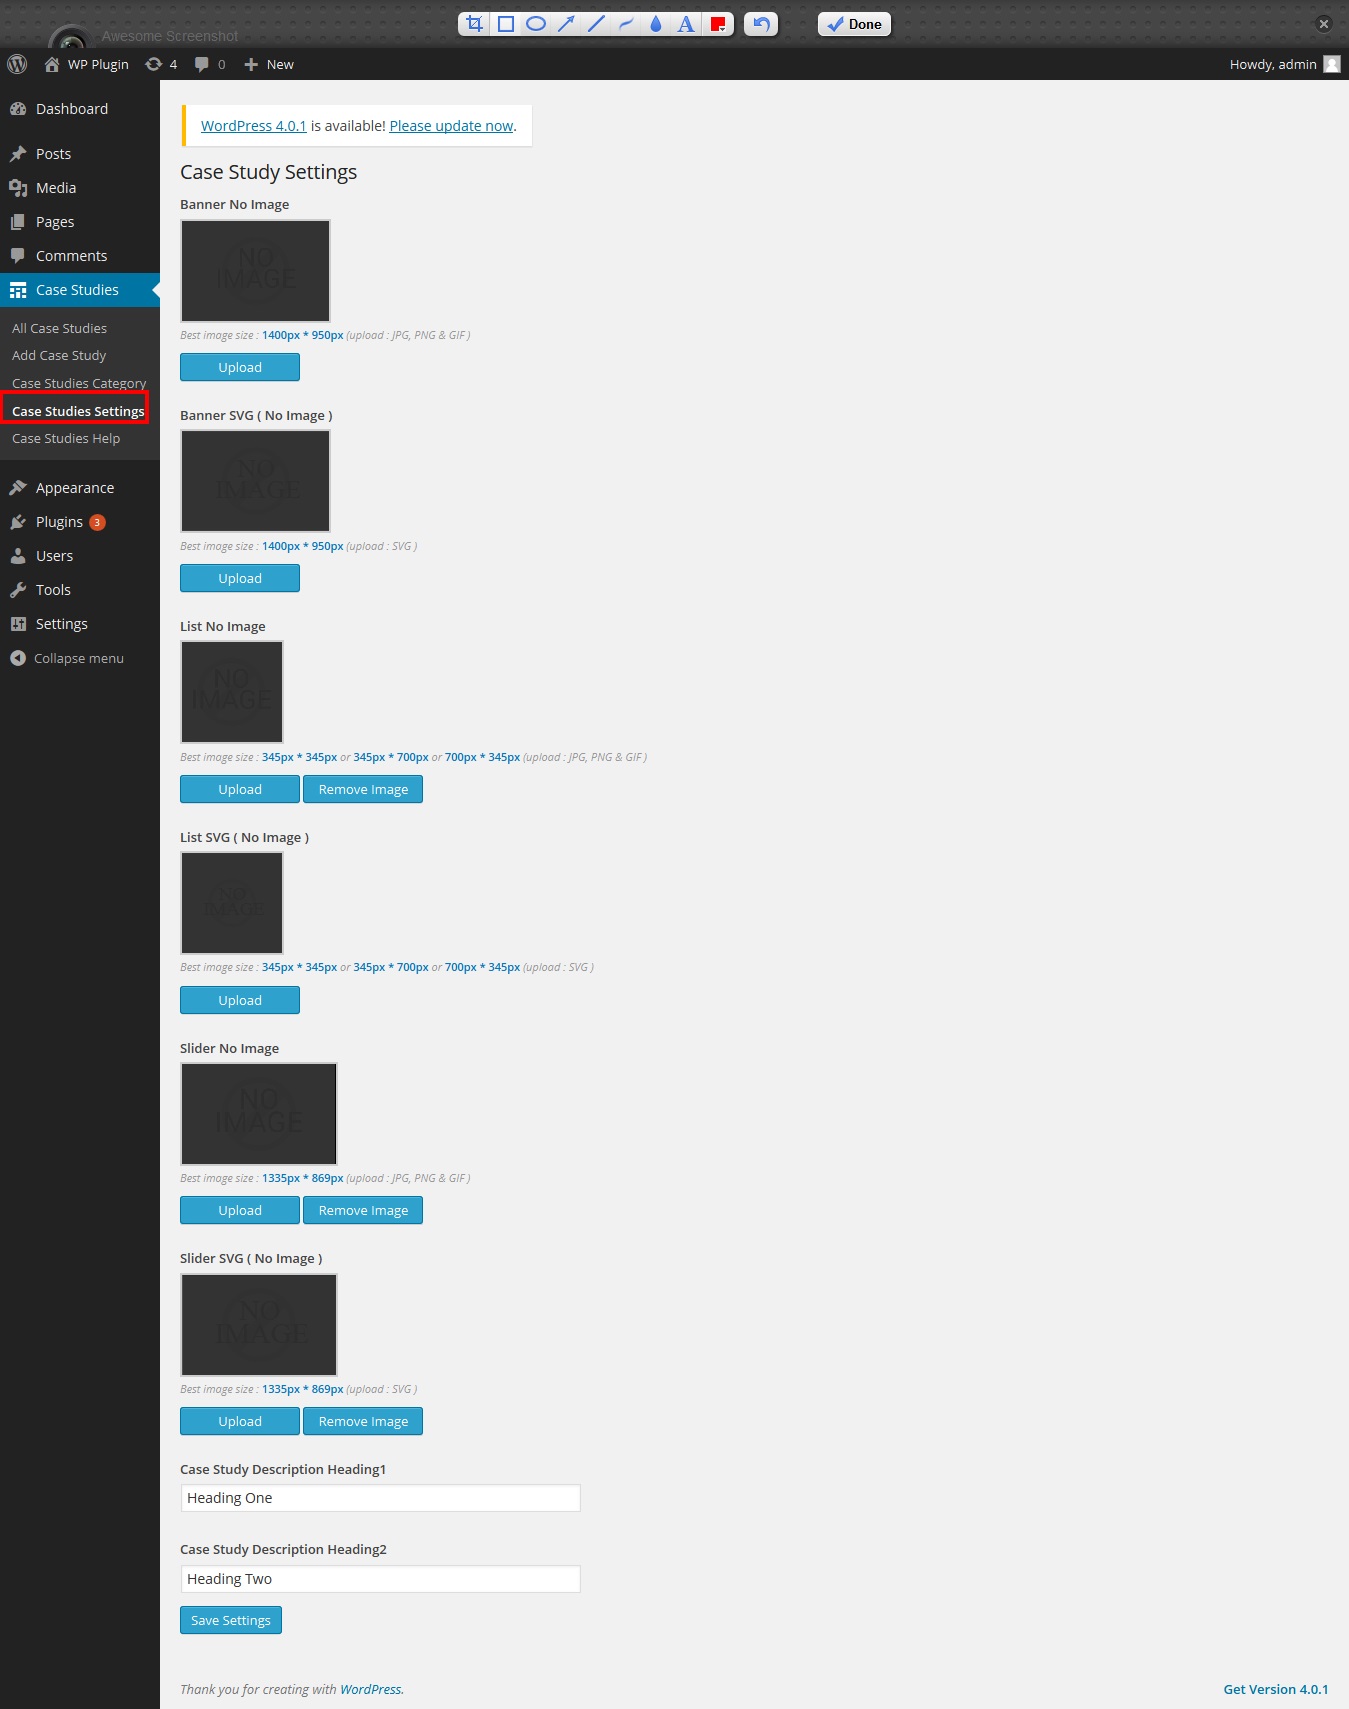 Awesome Screenshot
A
Done
WP Plugin
4
0
New
Howdy, admin
Dashboard
Posts
Media
Pages
Comments
Case Studies
All Case Studies
Add Case Study
Case Studies Category
Case Studies Settings
Case Studies Help
Appearance
Plugins 3
Users
Tools
Settings
Collapse menu
WordPress 4.0.1 is available! Please update now.
Case Study Settings
Banner No Image
NO
IMAGE
Best image size : 1400px * 950px (upload : JPG, PNG & GIF )
Upload
Banner SVG ( No Image )
NO
IMAGE
Best image size : 1400px * 950px (upload : SVG )
Upload
List No Image
NO
IMAGE
Best image size : 345px * 345px or 345px * 700px or 700px * 345px (upload : JPG, PNG & GIF )
Upload Remove Image
List SVG ( No Image )
NO
IMAGE
Best image size : 345px * 345px or 345px * 700px or 700px * 345px (upload : SVG )
Upload
Slider No Image
NO
IMAGE
Best image size : 1335px * 869px (upload : JPG, PNG & GIF )
Upload Remove Image
Slider SVG ( No Image )
NO
IMAGE
Best image size : 1335px * 869px (upload : SVG )
Upload Remove Image
Case Study Description Heading1
Heading One
Case Study Description Heading2
Heading Two
Save Settings
Thank you for creating with WordPress.
Get Version 4.0.1